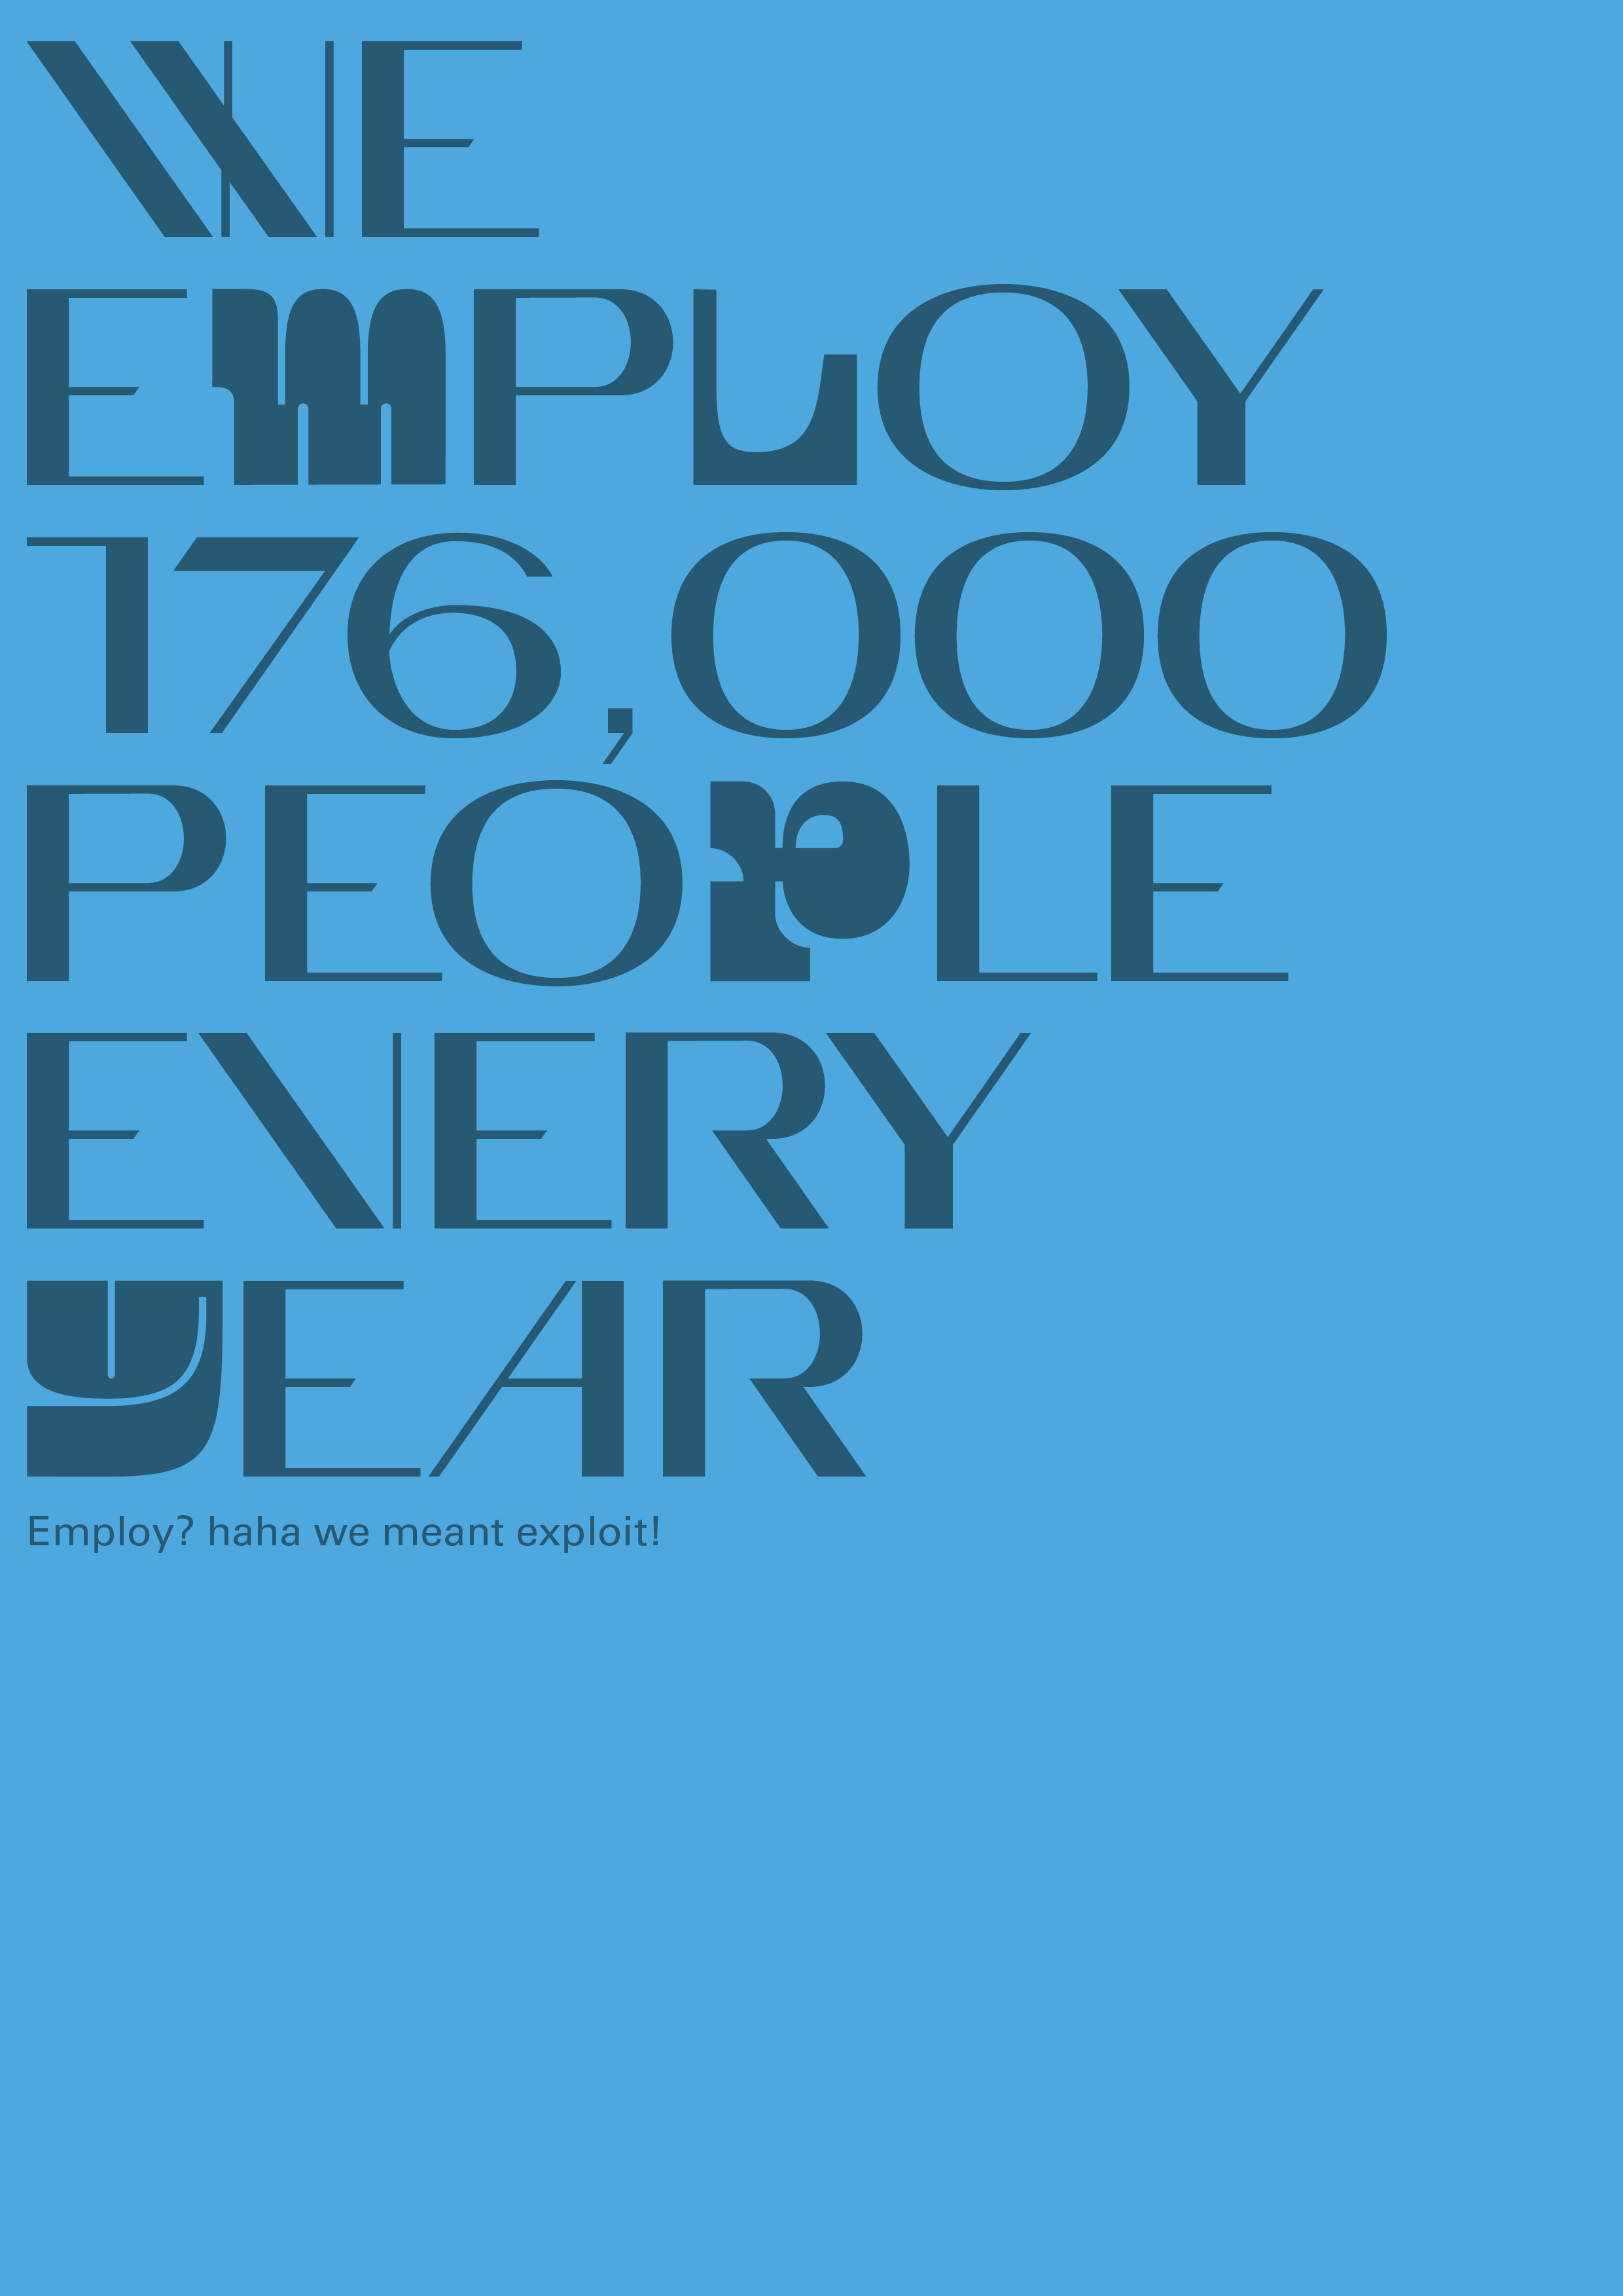 WE
EmPLOY
176,000
PEOPLE
EVERY
yEAR
Employ? haha we meant exploit!